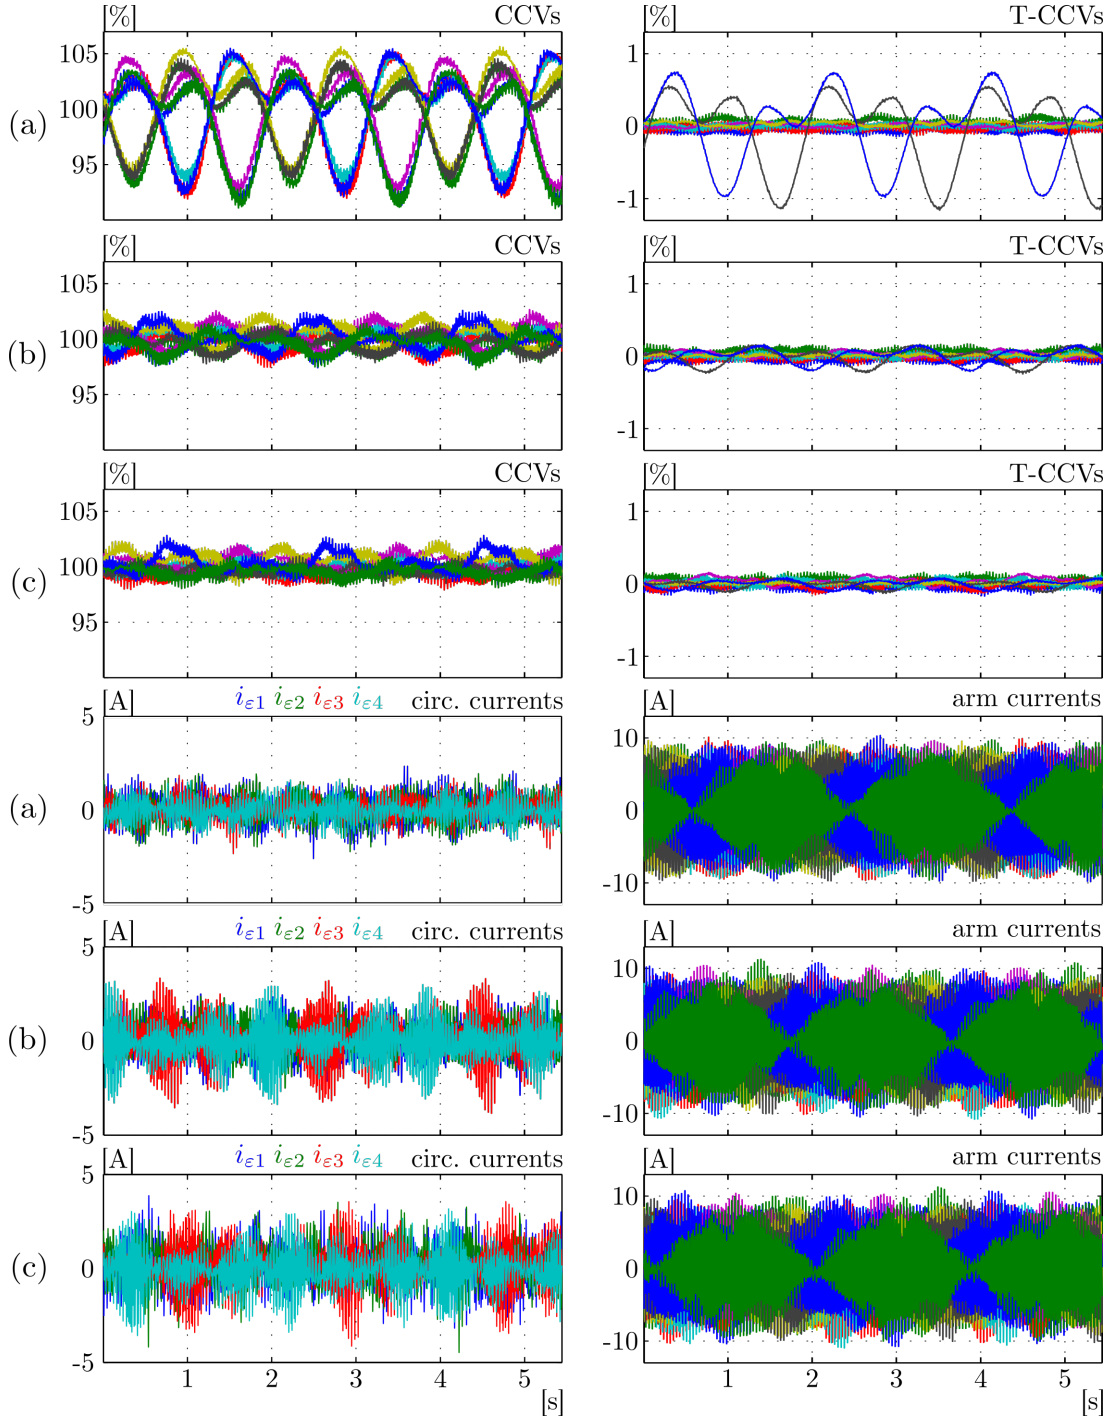 [%] CCVs [%] T-CCVs
105 1
(a) 100 0
95 -1
[%] CCVs [%] T-CCVs
105 1
(b) 100 0
95 -1
[%] CCVs [%] T-CCVs
105 1
(c) 100 0
95 -1
[A] iε1 iε2 iε3 iε4 circ. currents [A] arm currents
5 10
(a) 0 0
-5 -10
[A] iε1 iε2 iε3 iε4 circ. currents [A] arm currents
5 10
(b) 0 0
-5 -10
[A] iε1 iε2 iε3 iε4 circ. currents [A] arm currents
5 10
(c) 0 0
-5 -10
1 2 3 4 5 1 2 3 4 5
[s] [s]